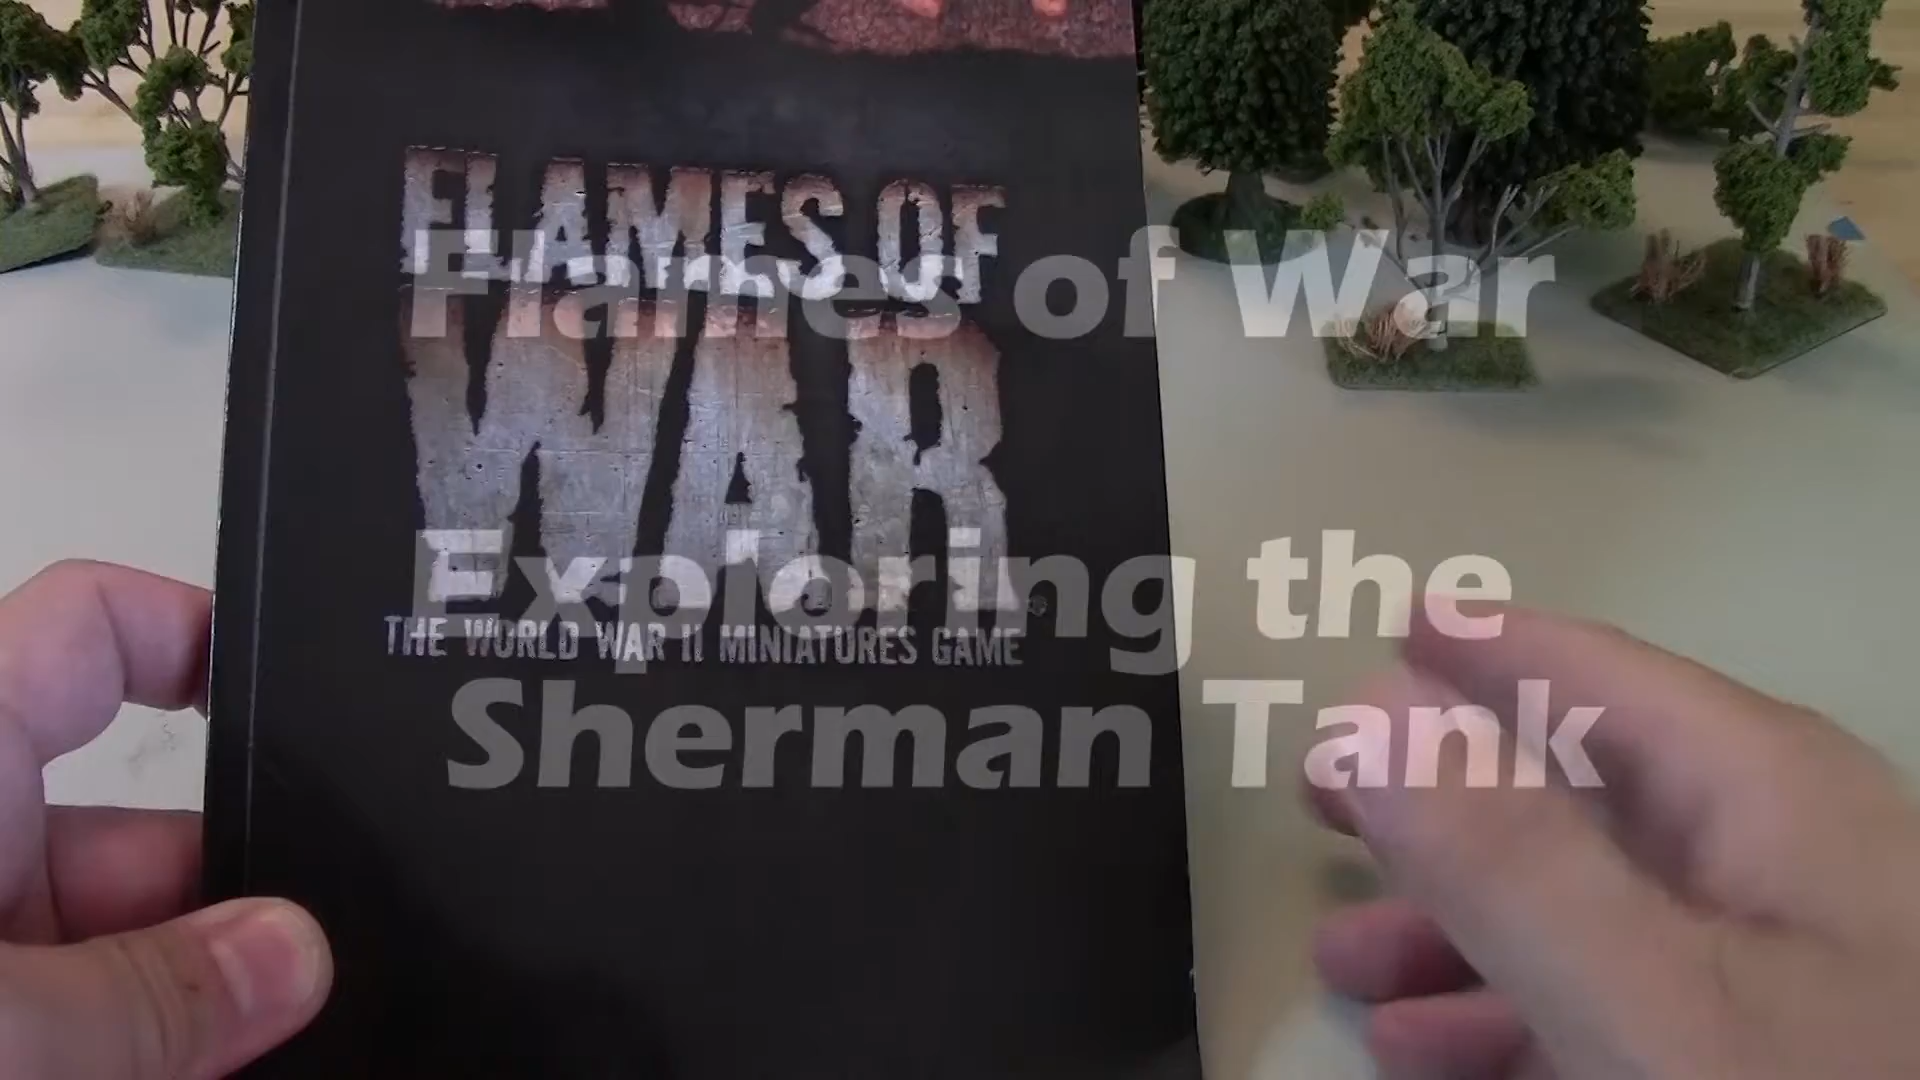 FLAMES OF
WAR
THE WORLD WAR II MINIATURES GAME
Flames of War
Exploring the
Sherman Tank